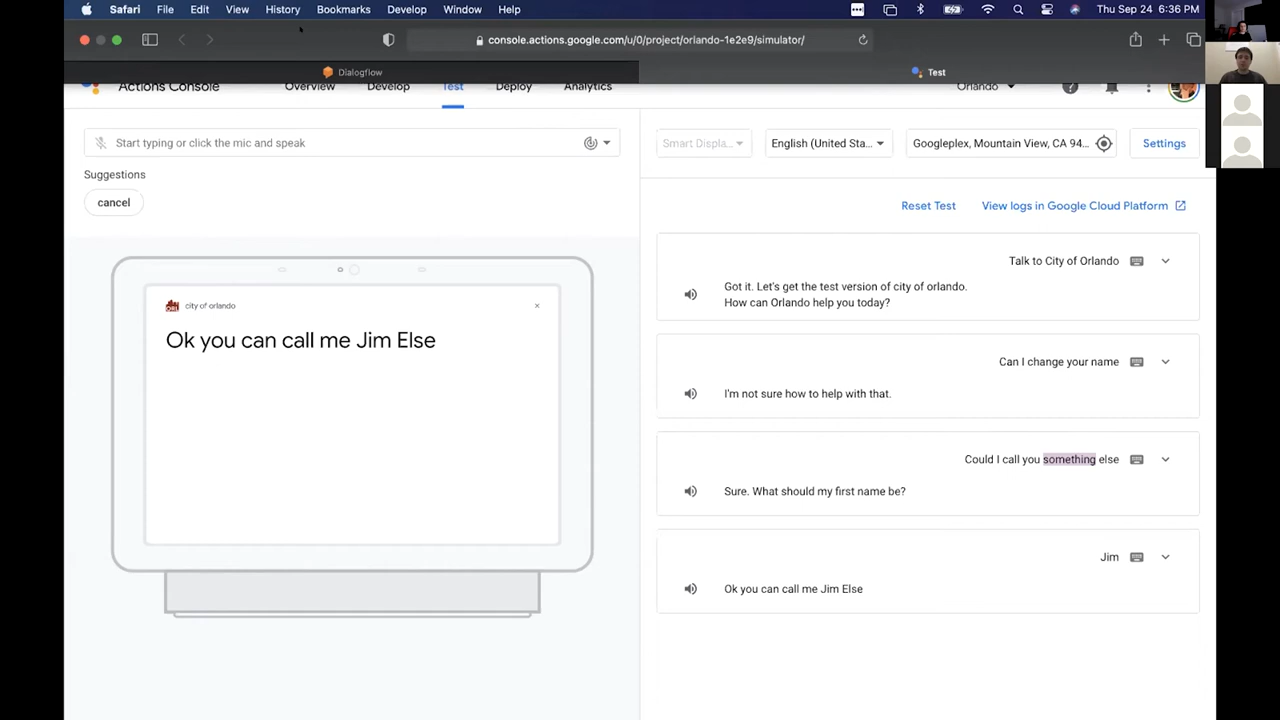 Safari File Edit View History Bookmarks Develop Window Help Thu Sep 24 6:36 PM
console.actions.google.com/u/0/project/orlando-1e2e9/simulator/
Dialogflow Test
Actions Console Overview Develop Test Deploy Analytics Orlando
Start typing or click the mic and speak
Smart Displa... English (United Sta... Googleplex, Mountain View, CA 94... Settings
Suggestions
cancel
Reset Test View logs in Google Cloud Platform
city of orlando
Ok you can call me Jim Else
Talk to City of Orlando
Got it. Let's get the test version of city of orlando.
How can Orlando help you today?
Can I change your name
I'm not sure how to help with that.
Could I call you something else
Sure. What should my first name be?
Jim
Ok you can call me Jim Else